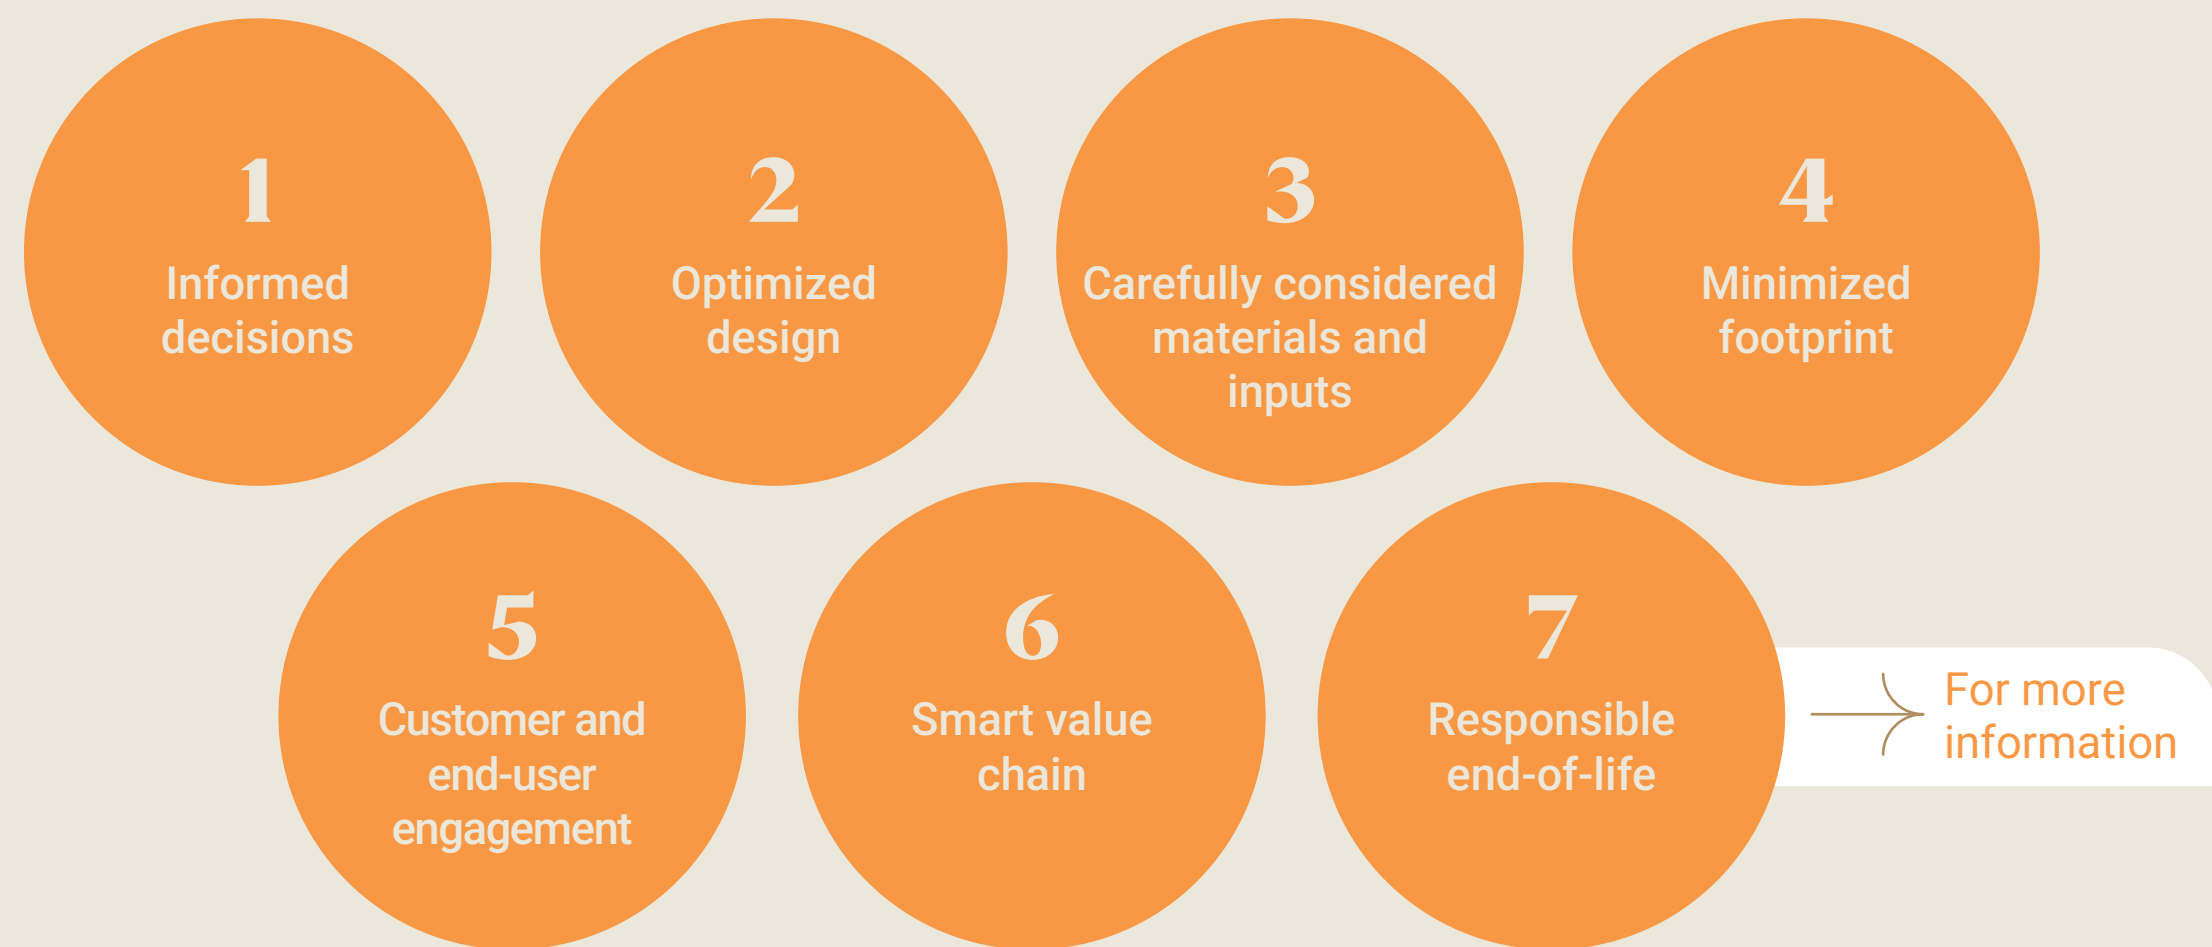 1
Informed
decisions
2
Optimized
design
3
Carefully considered
materials and
inputs
4
Minimized
footprint
5
Customer and
end-user
engagement
6
Smart value
chain
7
Responsible
end-of-life
For more
information